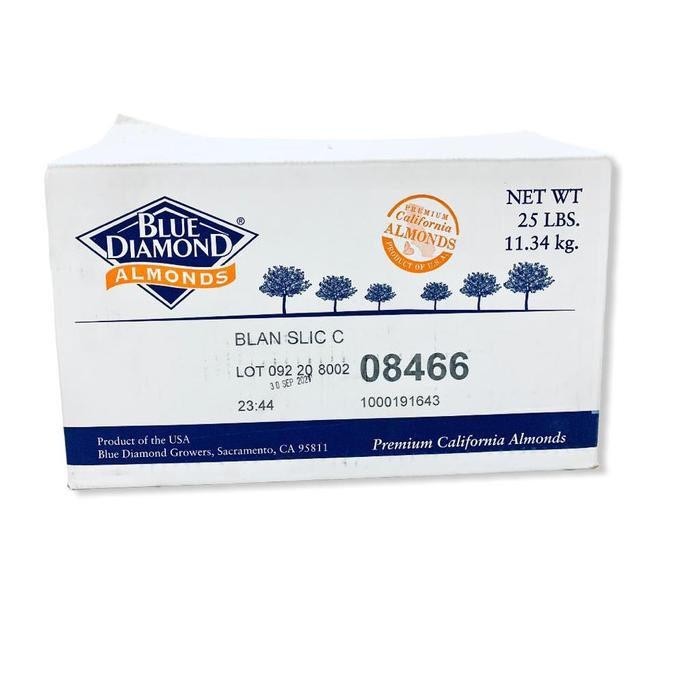 BLUE
DIAMOND®
ALMONDS
PREMIUM
California
ALMONDS
PRODUCT OF U.S.A.
NET WT
25 LBS.
11.34 kg.
BLAN SLIC C
LOT 092 20 8002 08466
30 SEP 2021
23:44 1000191643
Product of the USA
Blue Diamond Growers, Sacramento, CA 95811
Premium California Almonds